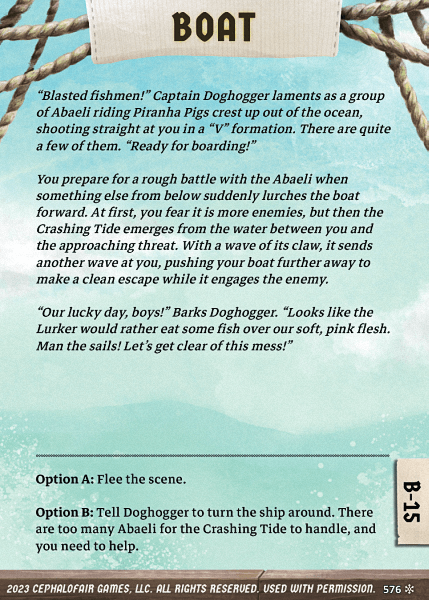 BOAT
“Blasted fishmen!” Captain Doghogger laments as a group
of Abaeli riding Piranha Pigs crest up out of the ocean,
shooting straight at you in a “V” formation. There are quite
a few of them. “Ready for boarding!”
You prepare for a rough battle with the Abaeli when
something else from below suddenly lurches the boat
forward. At first, you fear it is more enemies, but then the
Crashing Tide emerges from the water between you and
the approaching threat. With a wave of its claw, it sends
another wave at you, pushing your boat further away to
make a clean escape while it engages the enemy.
“Our lucky day, boys!” Barks Doghogger. “Looks like the
Lurker would rather eat some fish over our soft, pink flesh.
Man the sails! Let’s get clear of this mess!”
Option A: Flee the scene.
Option B: Tell Doghogger to turn the ship around. There
are too many Abaeli for the Crashing Tide to handle, and
you need to help.
B-15
2023 CEPHALOFAIR GAMES, LLC. ALL RIGHTS RESERVED. USED WITH PERMISSION. 576